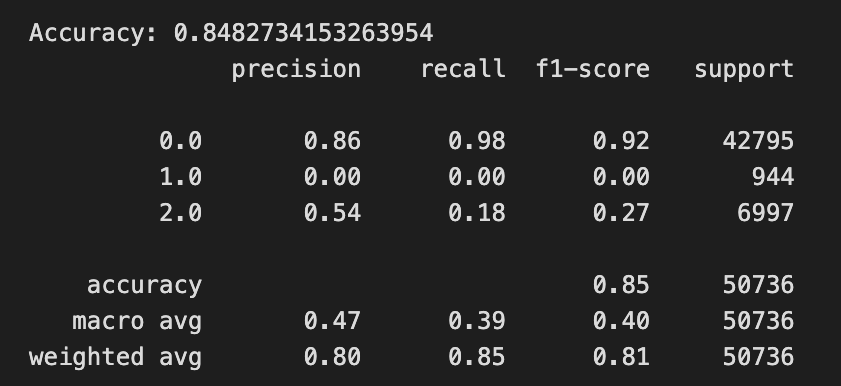 Accuracy: 0.8482734153263954
precision recall f1-score support
0.0 0.86 0.98 0.92 42795
1.0 0.00 0.00 0.00 944
2.0 0.54 0.18 0.27 6997
accuracy 0.85 50736
macro avg 0.47 0.39 0.40 50736
weighted avg 0.80 0.85 0.81 50736